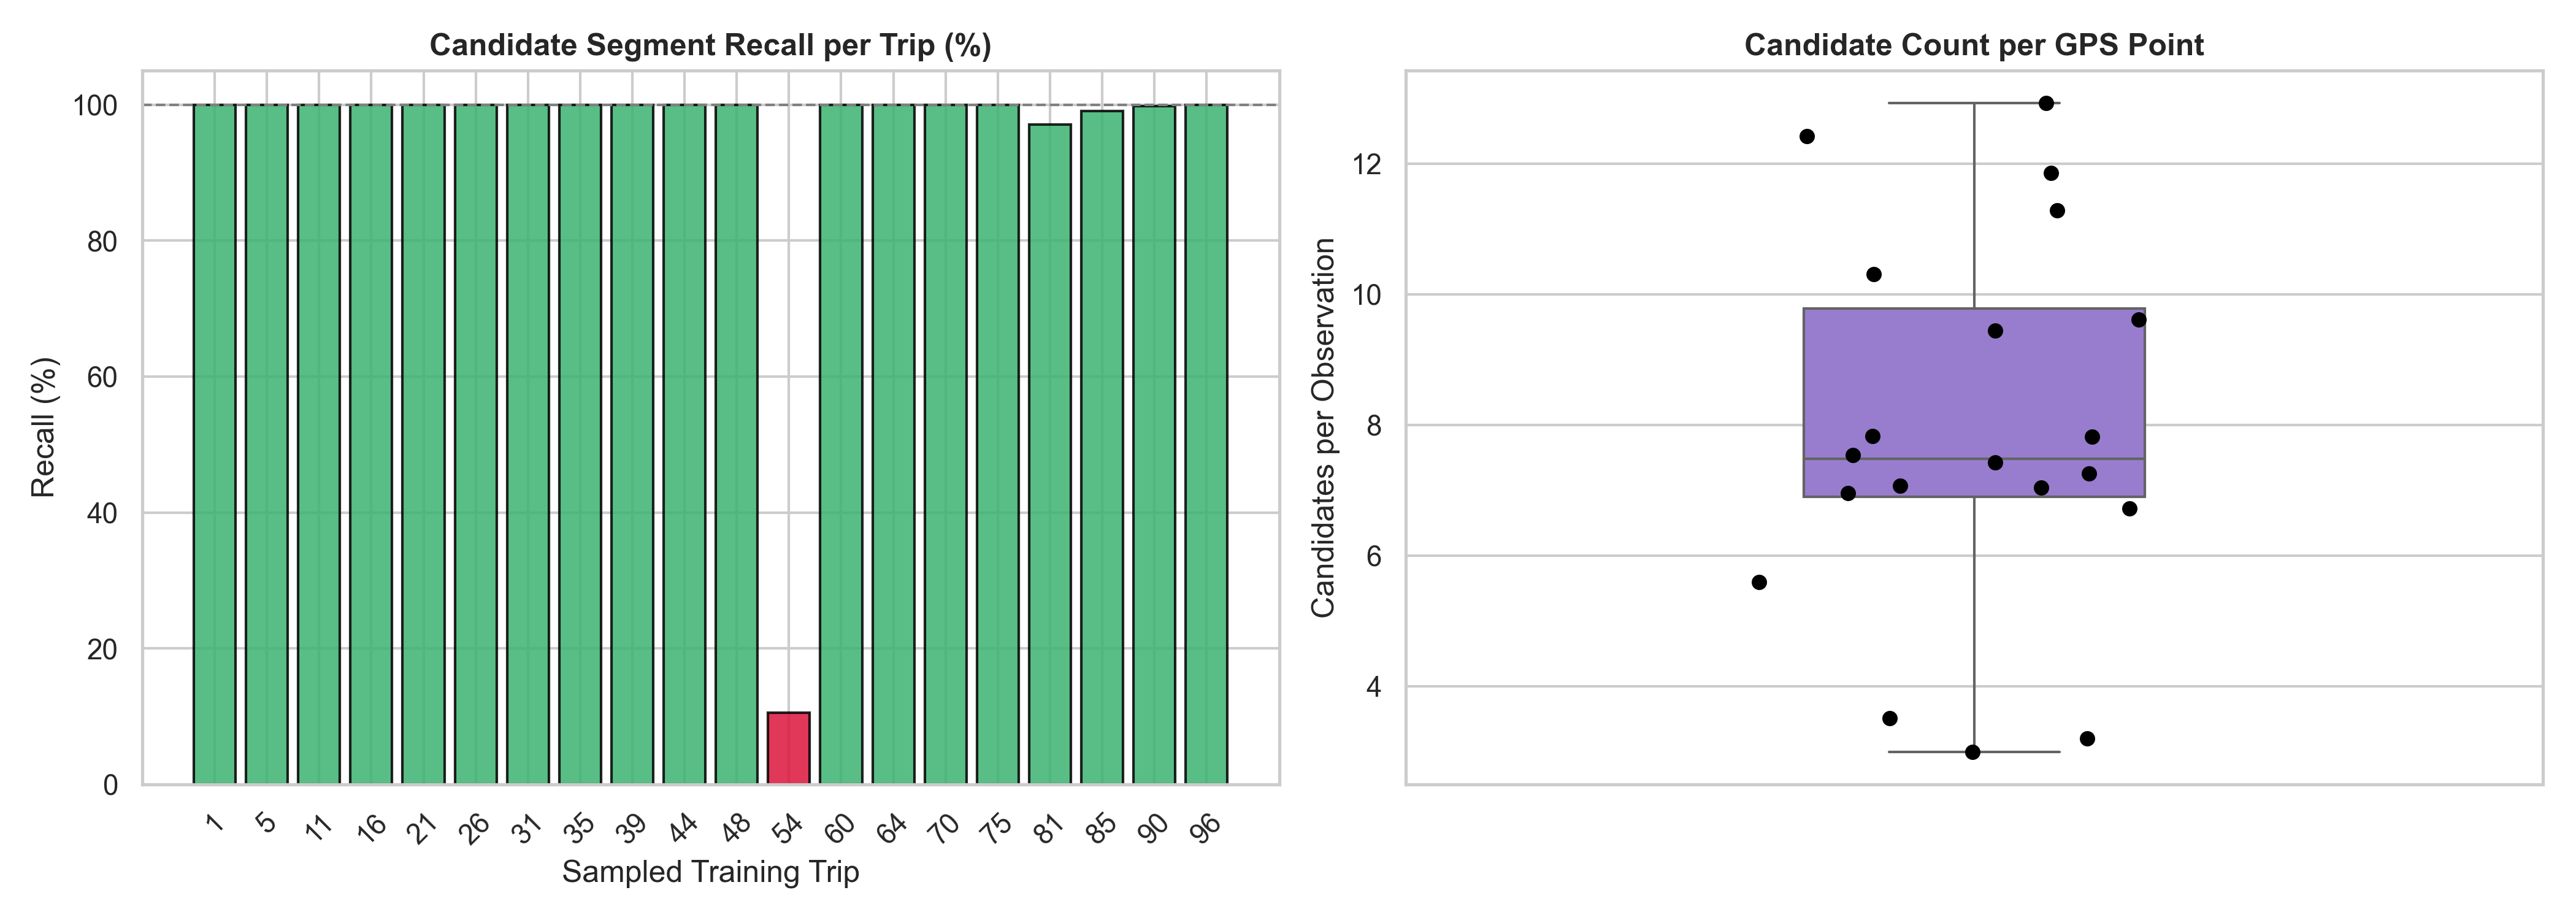 Candidate Segment Recall per Trip (%)
Recall (%)
100
80
60
40
20
0
1 5 11 16 21 26 31 35 39 44 48 54 60 64 70 75 81 85 90 96
Sampled Training Trip
Candidate Count per GPS Point
Candidates per Observation
12
10
8
6
4